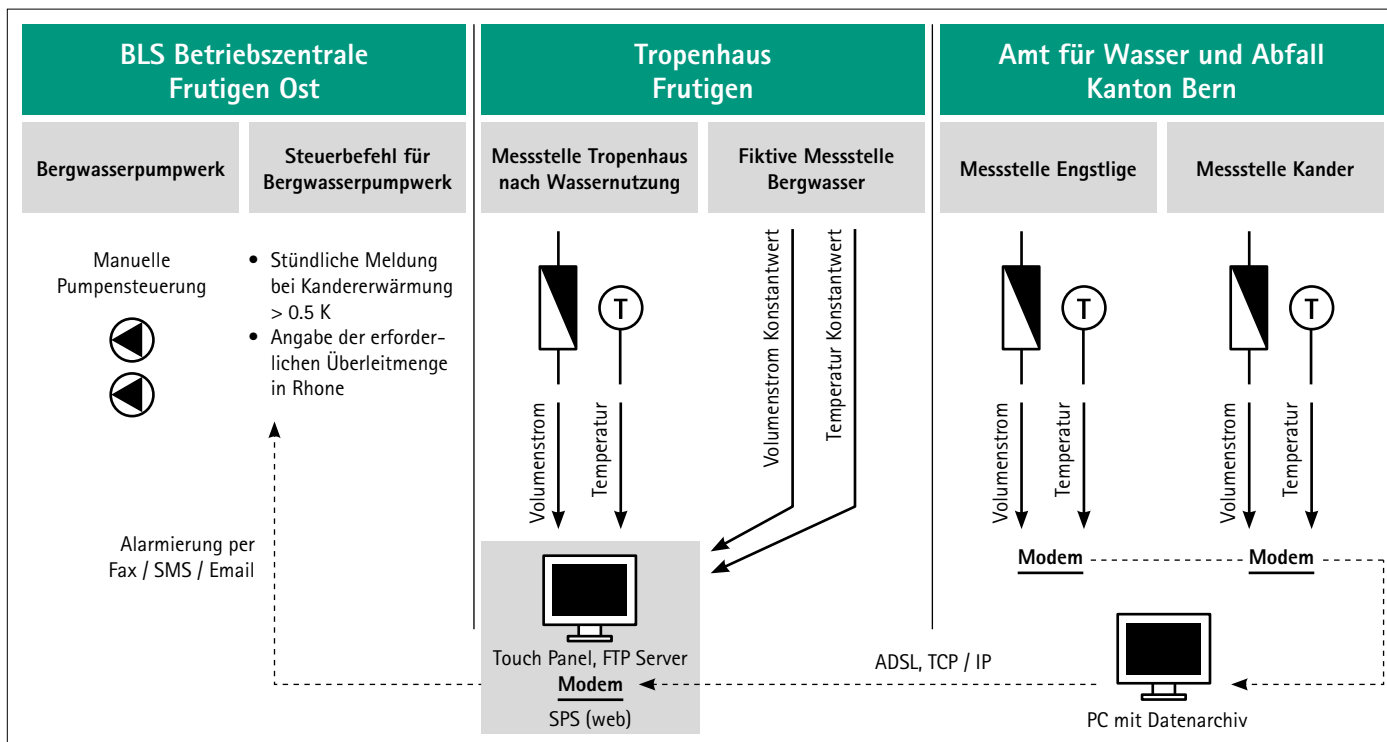 BLS Betriebszentrale
Frutigen Ost
Tropenhaus
Frutigen
Amt für Wasser und Abfall
Kanton Bern
Bergwasserpumpwerk
Steuerbefehl für
Bergwasserpumpwerk
Messstelle Tropenhaus
nach Wassernutzung
Fiktive Messstelle
Bergwasser
Messstelle Engstlige
Messstelle Kander
Manuelle
Pumpensteuerung
• Stündliche Meldung
bei Kandererwärmung
> 0.5 K
• Angabe der erforder-
lichen Überleitmenge
in Rhone
T
Volumenstrom
Temperatur
Volumenstrom Konstantwert
Temperatur Konstantwert
T
Volumenstrom
Temperatur
T
Volumenstrom
Temperatur
Alarmierung per
Fax / SMS / Email
Modem
Modem
Touch Panel, FTP Server
Modem
SPS (web)
ADSL, TCP / IP
PC mit Datenarchiv